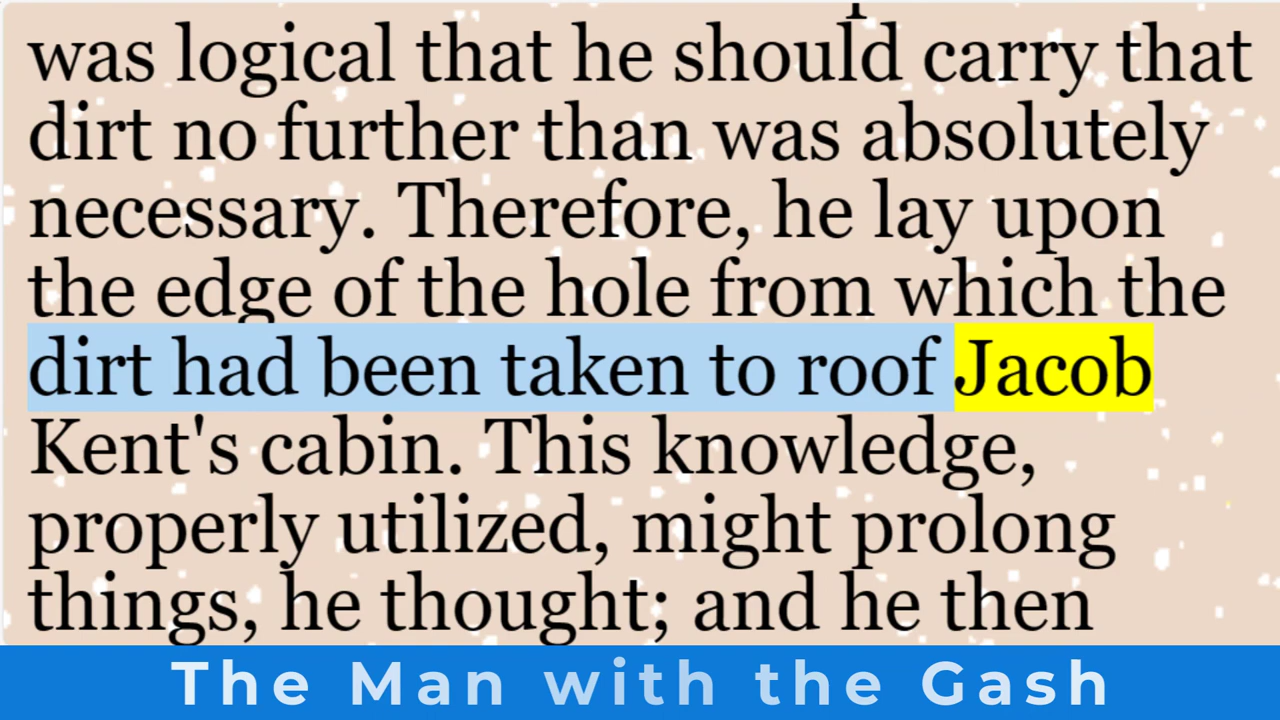 was logical that he should carry that
dirt no further than was absolutely
necessary. Therefore, he lay upon
the edge of the hole from which the
dirt had been taken to roof Jacob
Kent's cabin. This knowledge,
properly utilized, might prolong
things, he thought; and he then
The Man with the Gash